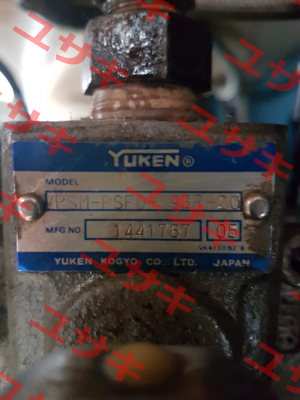 YUKEN®
MODEL
MFG NO 1441767 05
YUKEN KOGYO CO., LTD. JAPAN
ユサキ